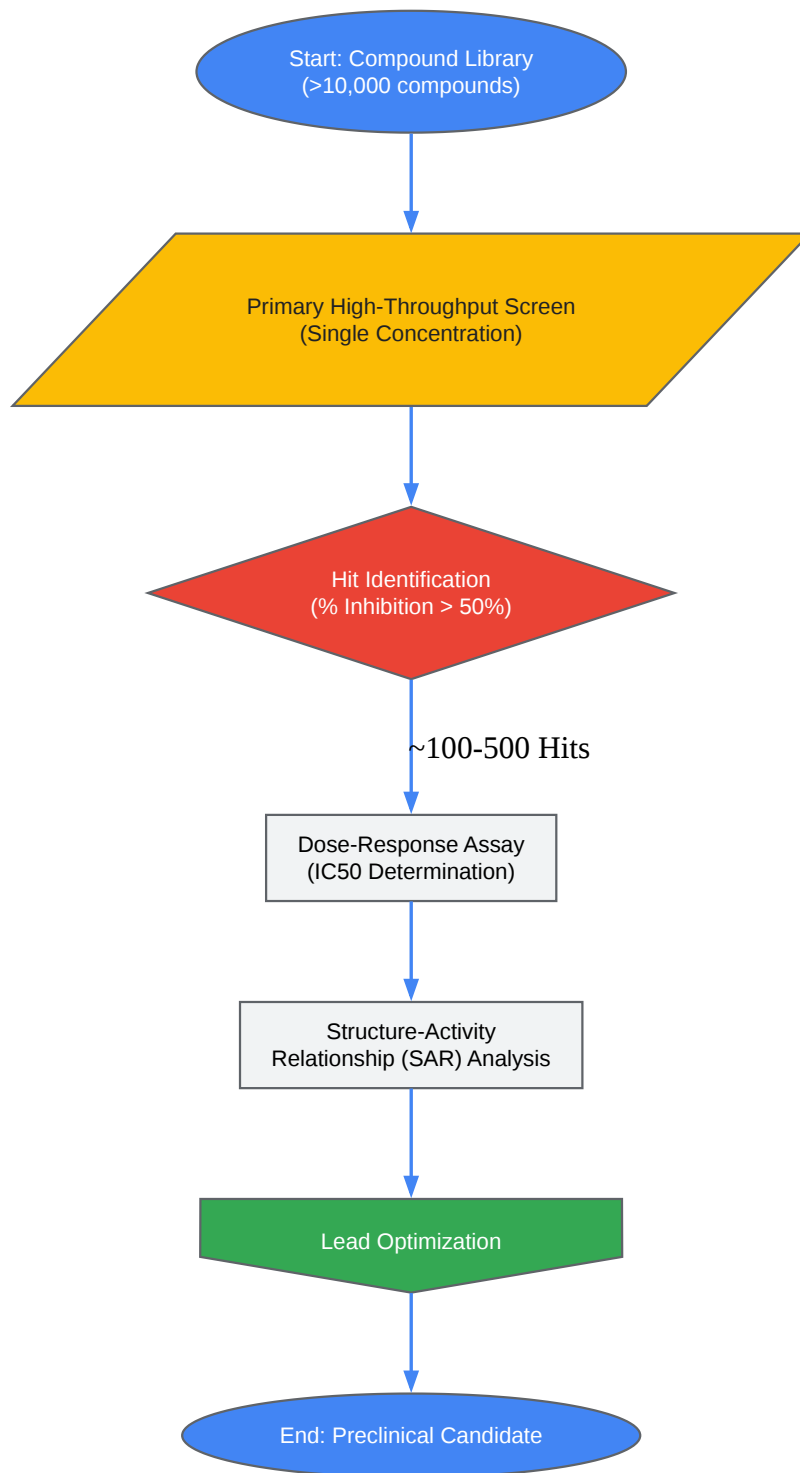 Start: Compound Library
(>10,000 compounds)
Primary High-Throughput Screen
(Single Concentration)
Hit Identification
(% Inhibition > 50%)
~100-500 Hits
Dose-Response Assay
(IC50 Determination)
Structure-Activity
Relationship (SAR) Analysis
Lead Optimization
End: Preclinical Candidate